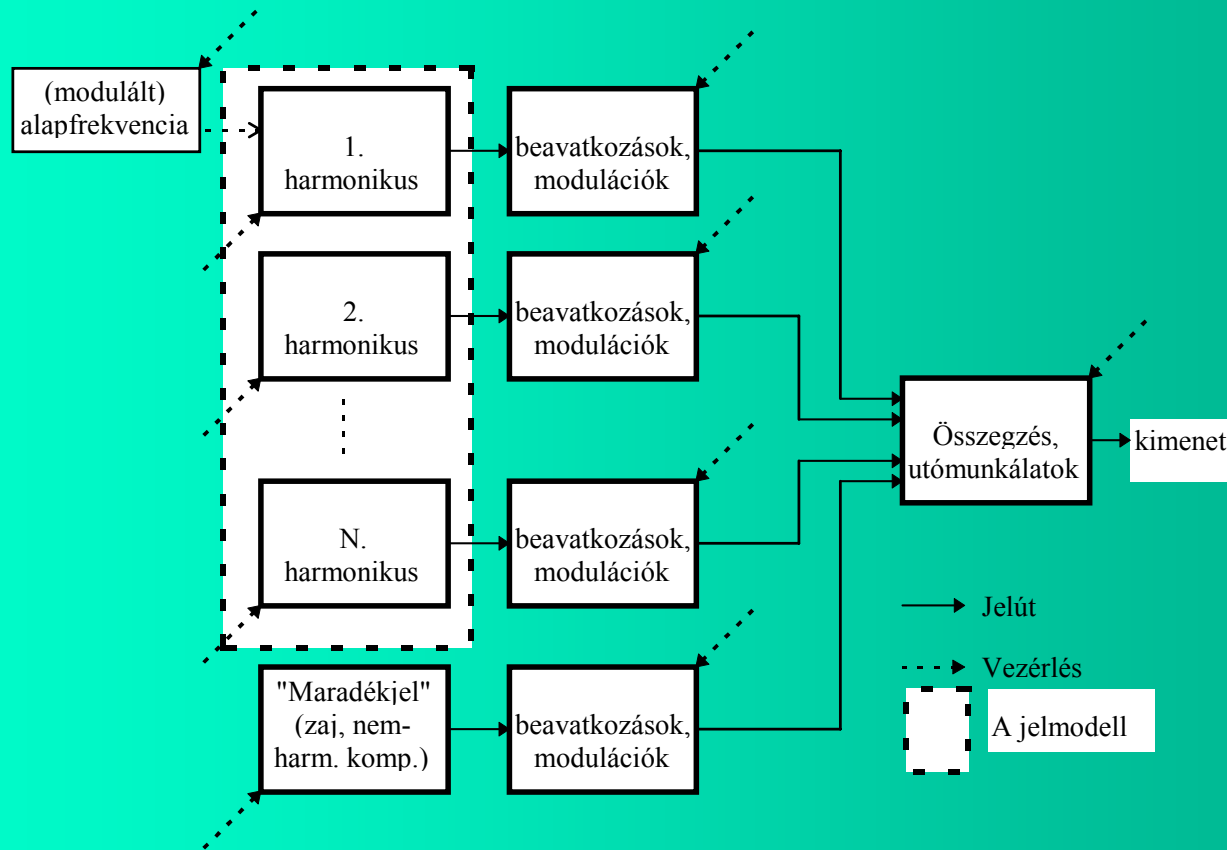 (modulált)
alapfrekvencia
1.
harmonikus
beavatkozások,
modulációk
2.
harmonikus
beavatkozások,
modulációk
N.
harmonikus
beavatkozások,
modulációk
"Maradékjel"
(zaj, nem-
harm. komp.)
beavatkozások,
modulációk
Összegzés,
utómunkálatok
kimenet
Jelút
Vezérlés
A jelmodell